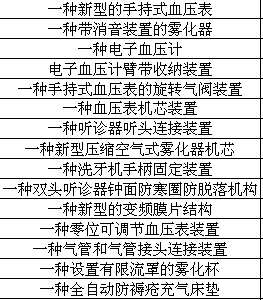 一种新型的手持式血压表
一种带消音装置的雾化器
一种电子血压计
电子血压计臂带收纳装置
一种手持式血压表的旋转气阀装置
一种血压表机芯装置
一种听诊器听头连接装置
一种新型压缩空气式雾化器机芯
一种洗牙机手柄固定装置
一种双头听诊器钟面防寒圈防脱落机构
一种新型的变频膜片结构
一种零位可调节血压表装置
一种气管和气管接头连接装置
一种设置有限流罩的雾化杯
一种全自动防褥疮充气床垫